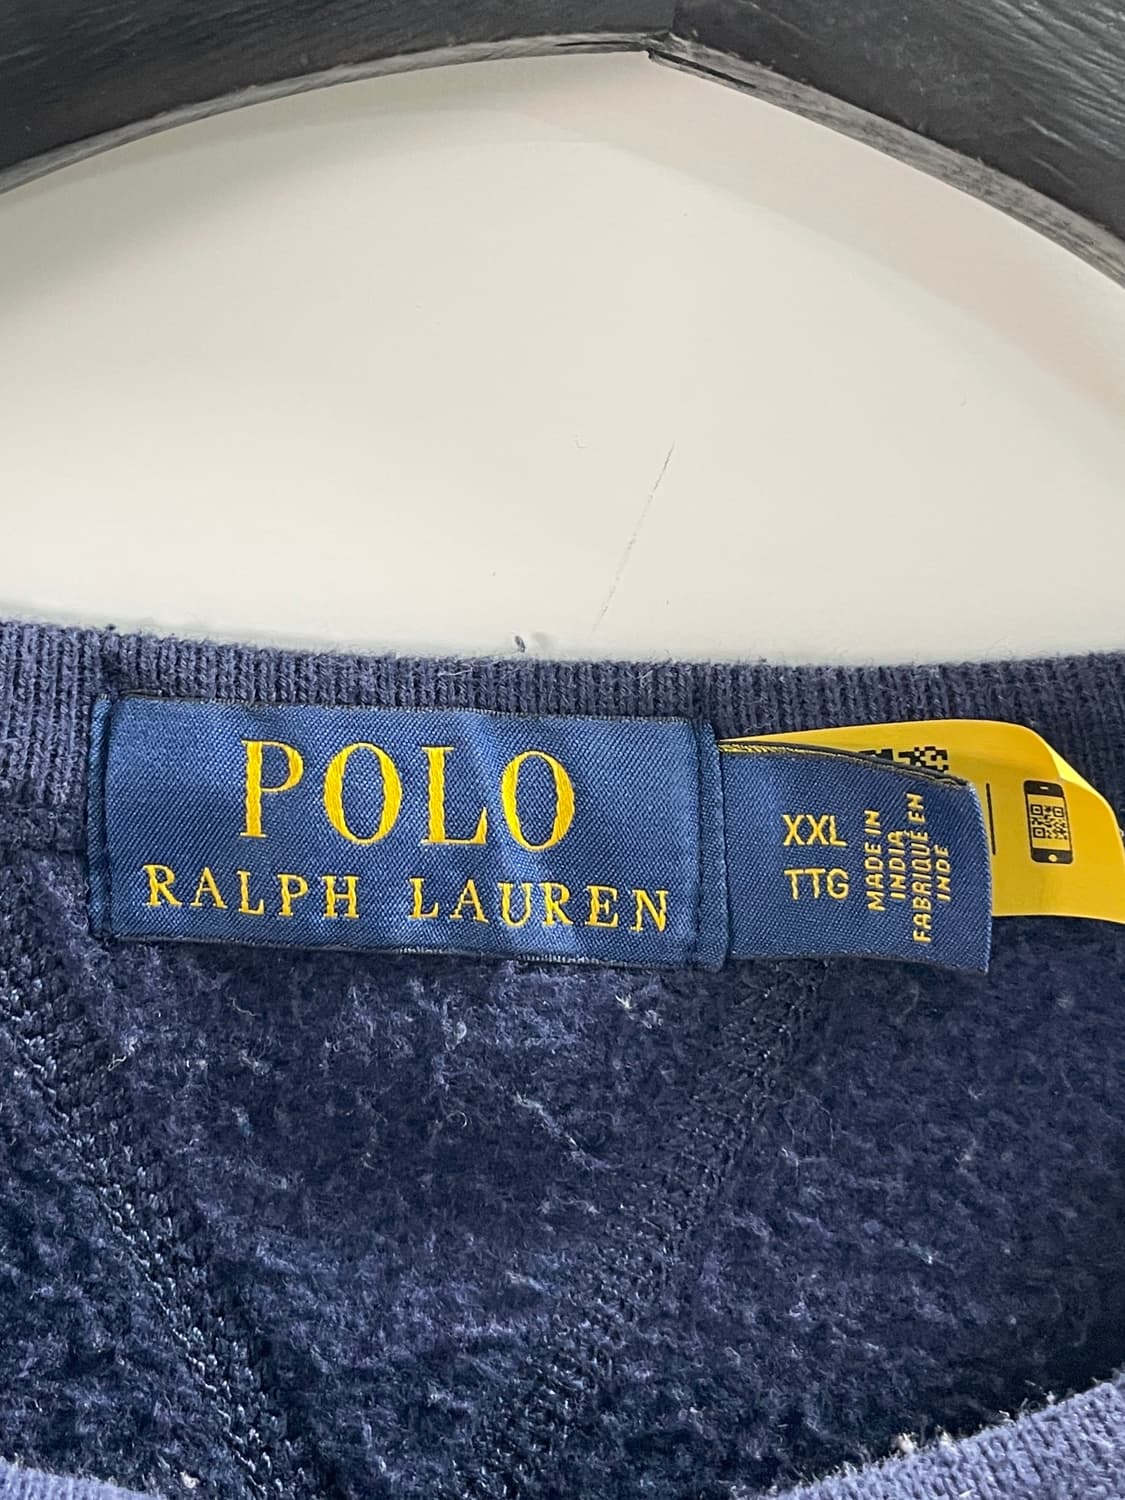 POLO
RALPH LAUREN
XXL
TTG
MADE IN
INDIA
FABRIQUÉ EN
INDE